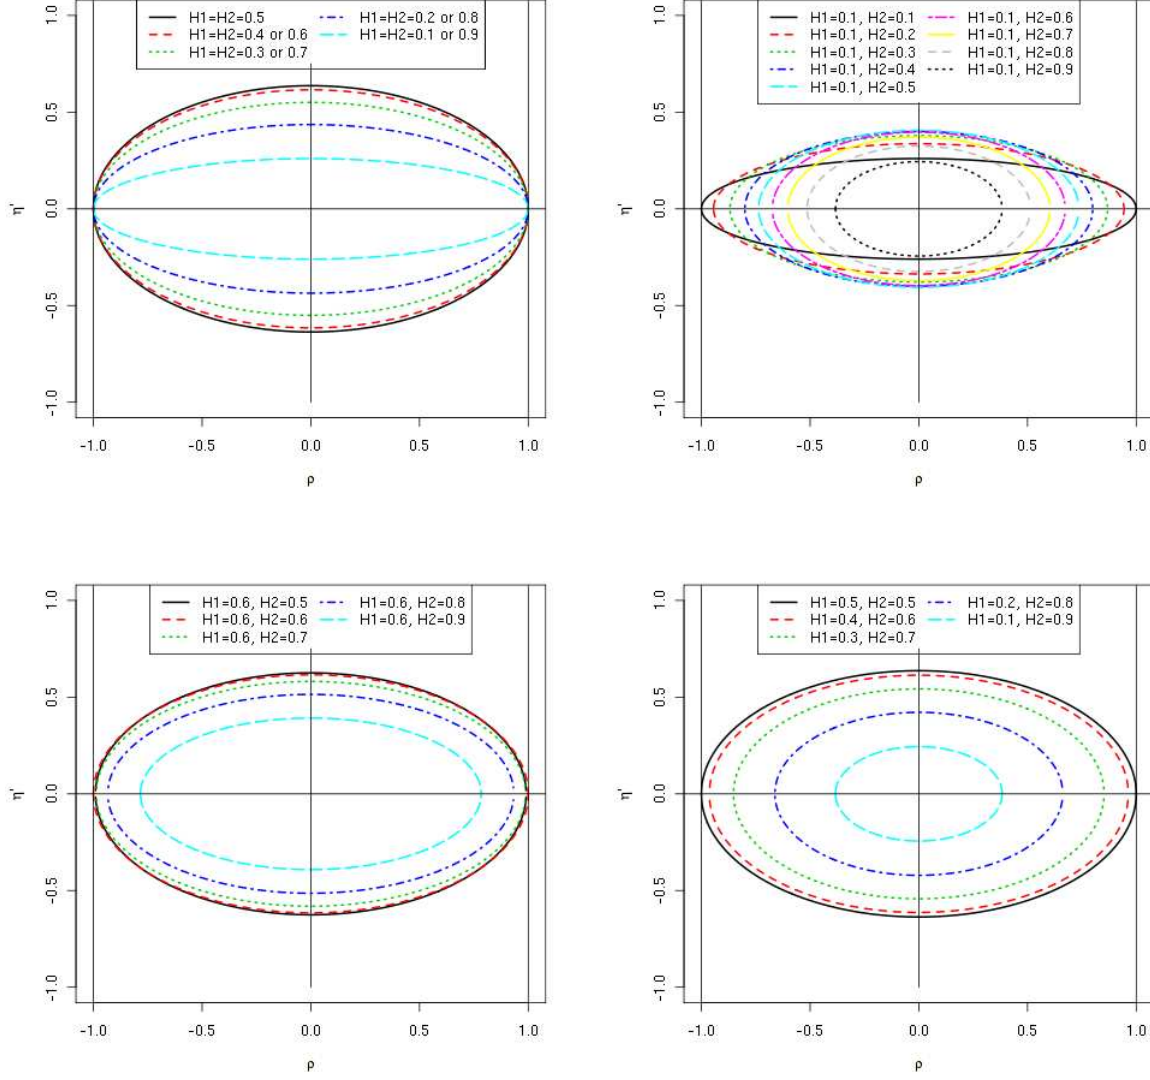 H1=H2=0.5
H1=H2=0.4 or 0.6
H1=H2=0.3 or 0.7
H1=H2=0.2 or 0.8
H1=H2=0.1 or 0.9
1.0
0.5
0.0
-0.5
-1.0
η'
-1.0 -0.5 0.0 0.5 1.0
ρ
H1=0.1, H2=0.1
H1=0.1, H2=0.2
H1=0.1, H2=0.3
H1=0.1, H2=0.4
H1=0.1, H2=0.5
H1=0.1, H2=0.6
H1=0.1, H2=0.7
H1=0.1, H2=0.8
H1=0.1, H2=0.9
1.0
0.5
0.0
-0.5
-1.0
η'
-1.0 -0.5 0.0 0.5 1.0
ρ
H1=0.6, H2=0.5
H1=0.6, H2=0.6
H1=0.6, H2=0.7
H1=0.6, H2=0.8
H1=0.6, H2=0.9
1.0
0.5
0.0
-0.5
-1.0
η'
-1.0 -0.5 0.0 0.5 1.0
ρ
H1=0.5, H2=0.5
H1=0.4, H2=0.6
H1=0.3, H2=0.7
H1=0.2, H2=0.8
H1=0.1, H2=0.9
1.0
0.5
0.0
-0.5
-1.0
η'
-1.0 -0.5 0.0 0.5 1.0
ρ